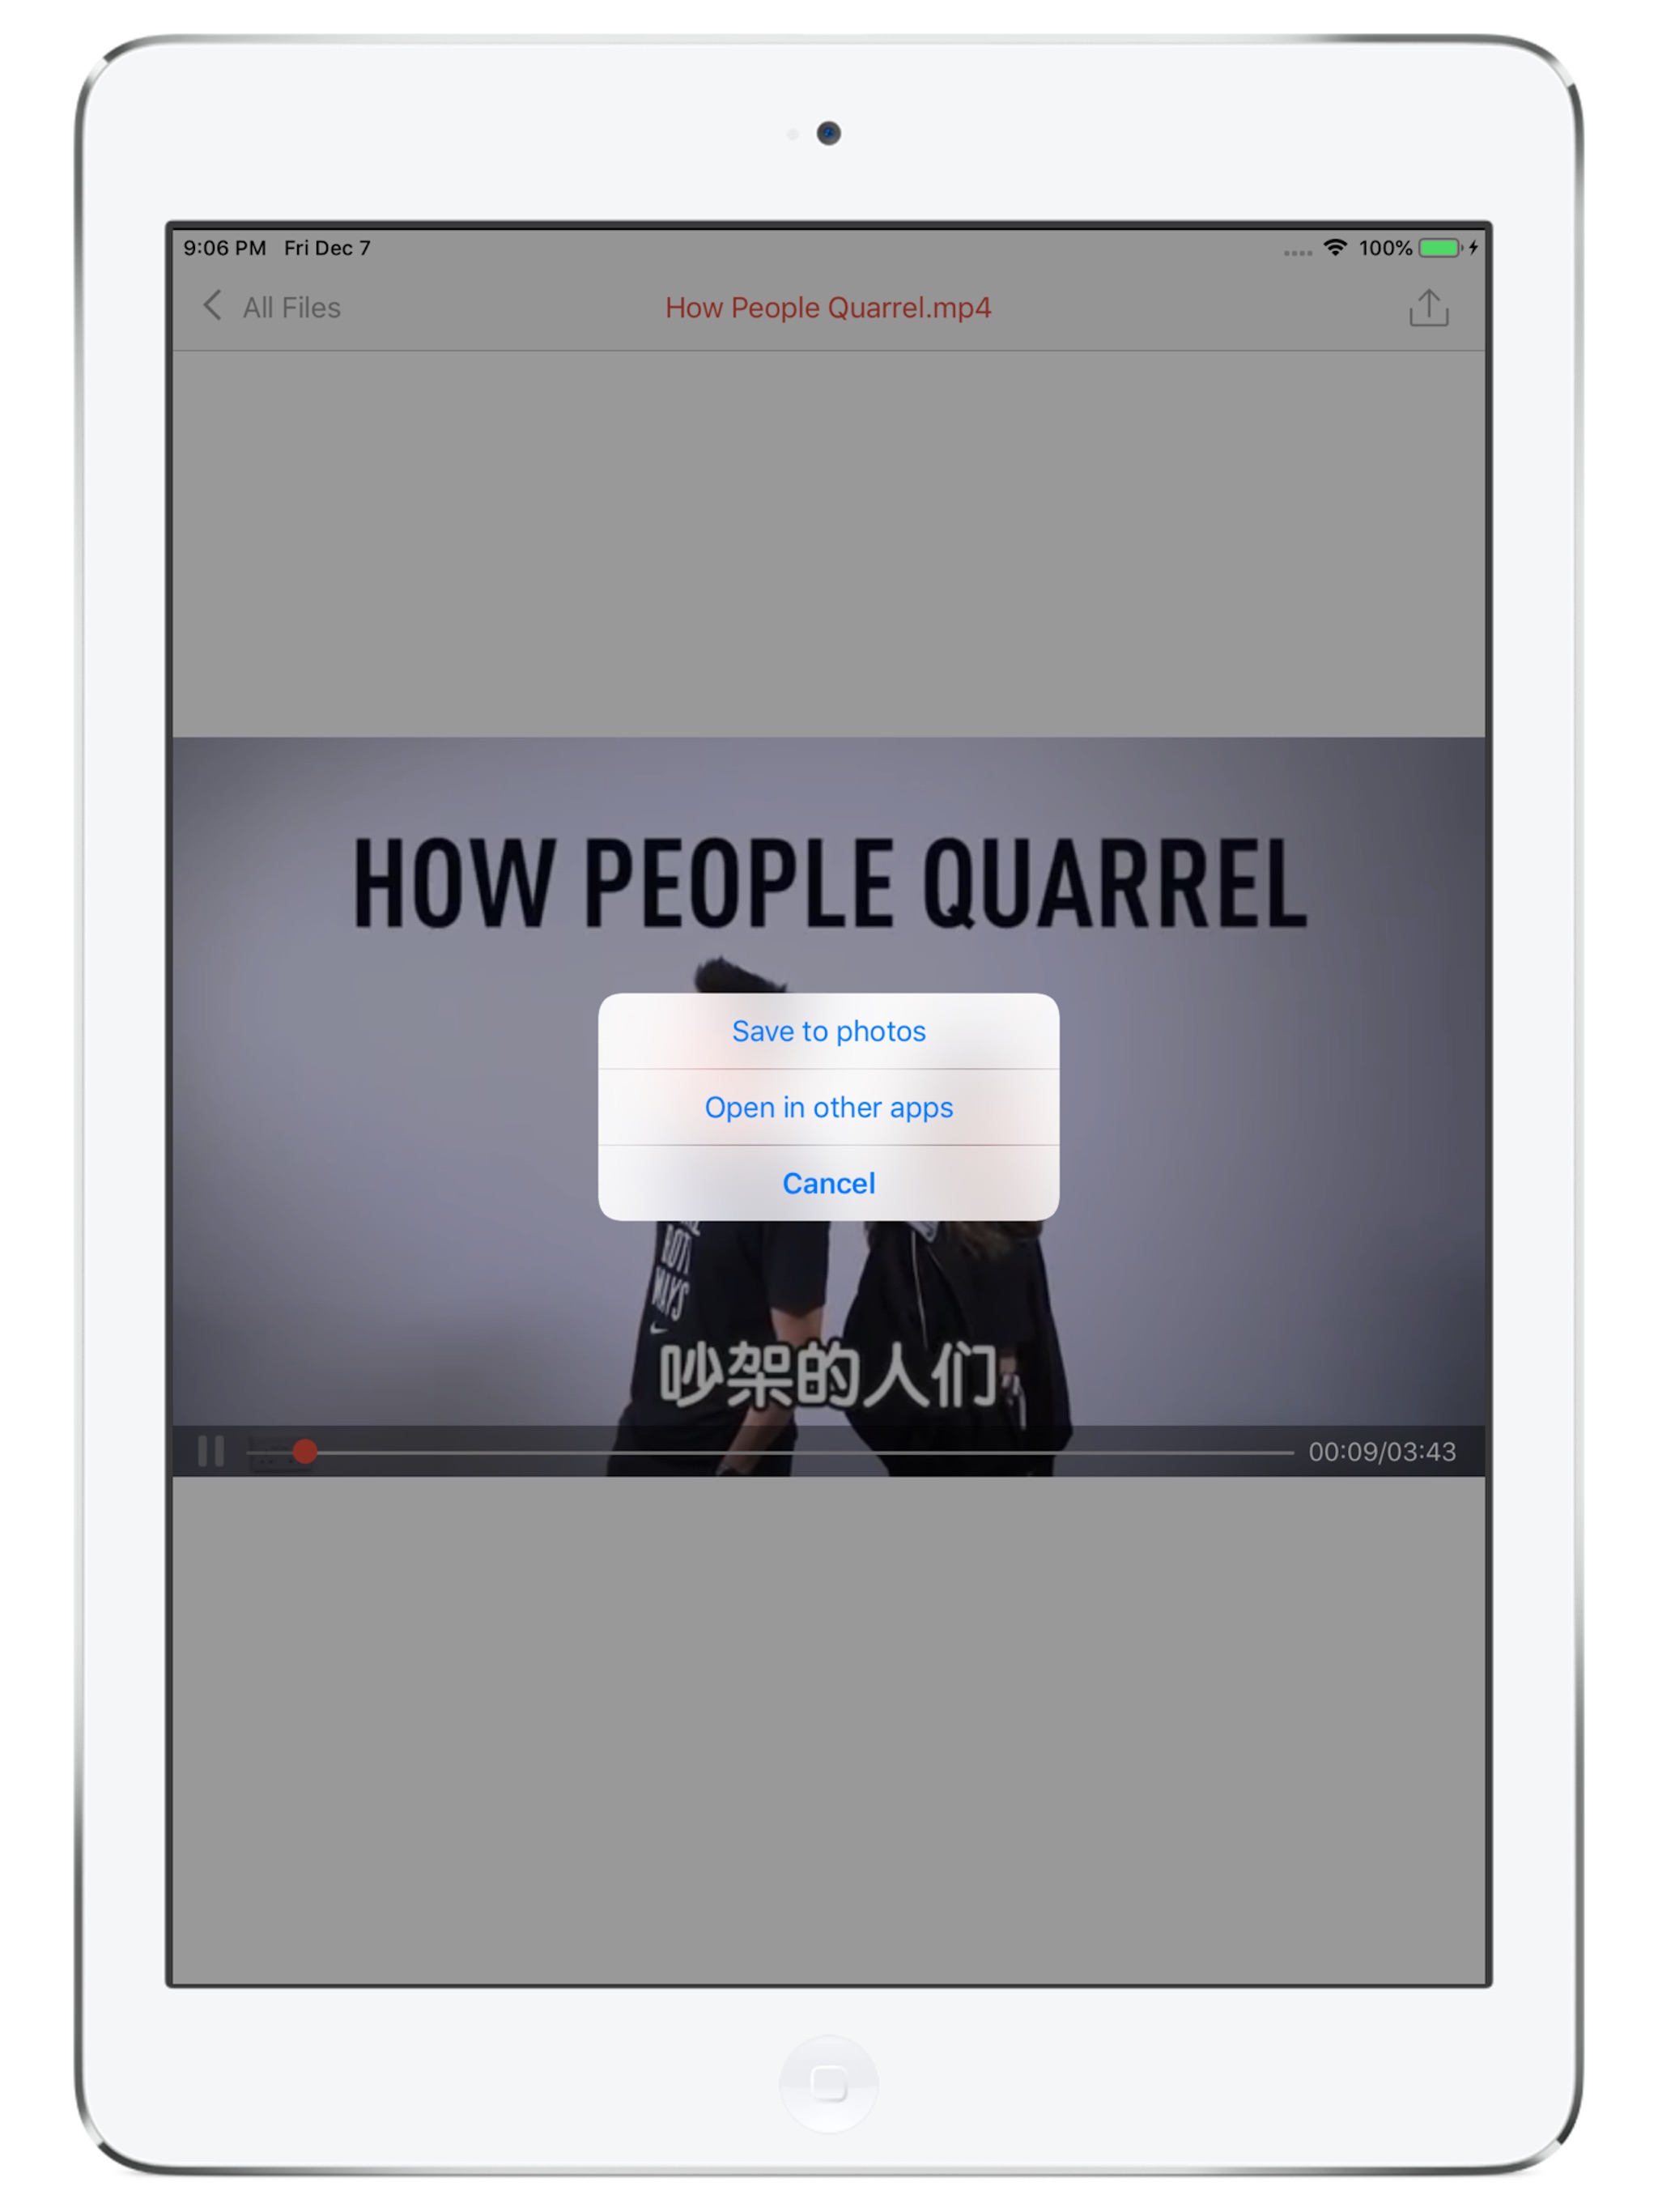 9:06 PM Fri Dec 7 100%
All Files How People Quarrel.mp4
HOW PEOPLE QUARREL
Save to photos
Open in other apps
Cancel
WAYS
吵架的人们
00:09/03:43